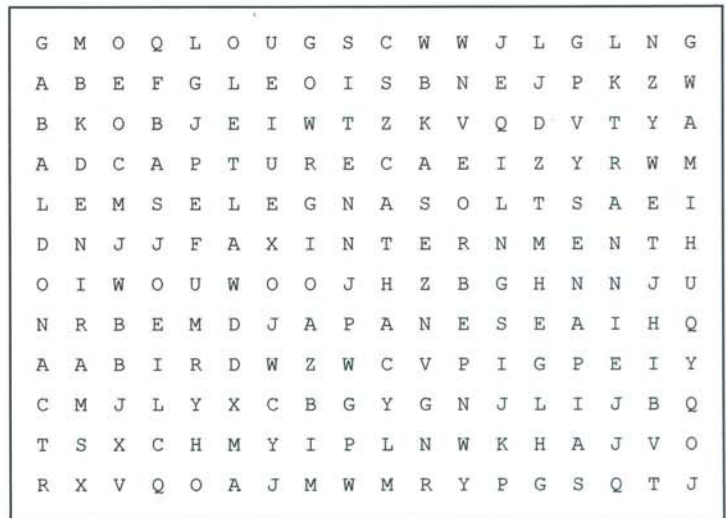 G M O Q L O U G S C W W J L G L N G
A B E F G L E O I S B N E J P K Z W
B K O B J E I W T Z K V Q D V T Y A
A D C A P T U R E C A E I Z Y R W M
L E M S E L E G N A S O L T S A E I
D N J J F A X I N T E R N M E N T H
O I W O U W O O J H Z B G H N N J U
N R B E M D J A P A N E S E A I H Q
A A B I R D W Z W C V P I G P E I Y
C M J L Y X C B G Y G N J L I J B Q
T S X C H M Y I P L N W K H A J V O
R X V Q O A J M W M R Y P G S Q T J